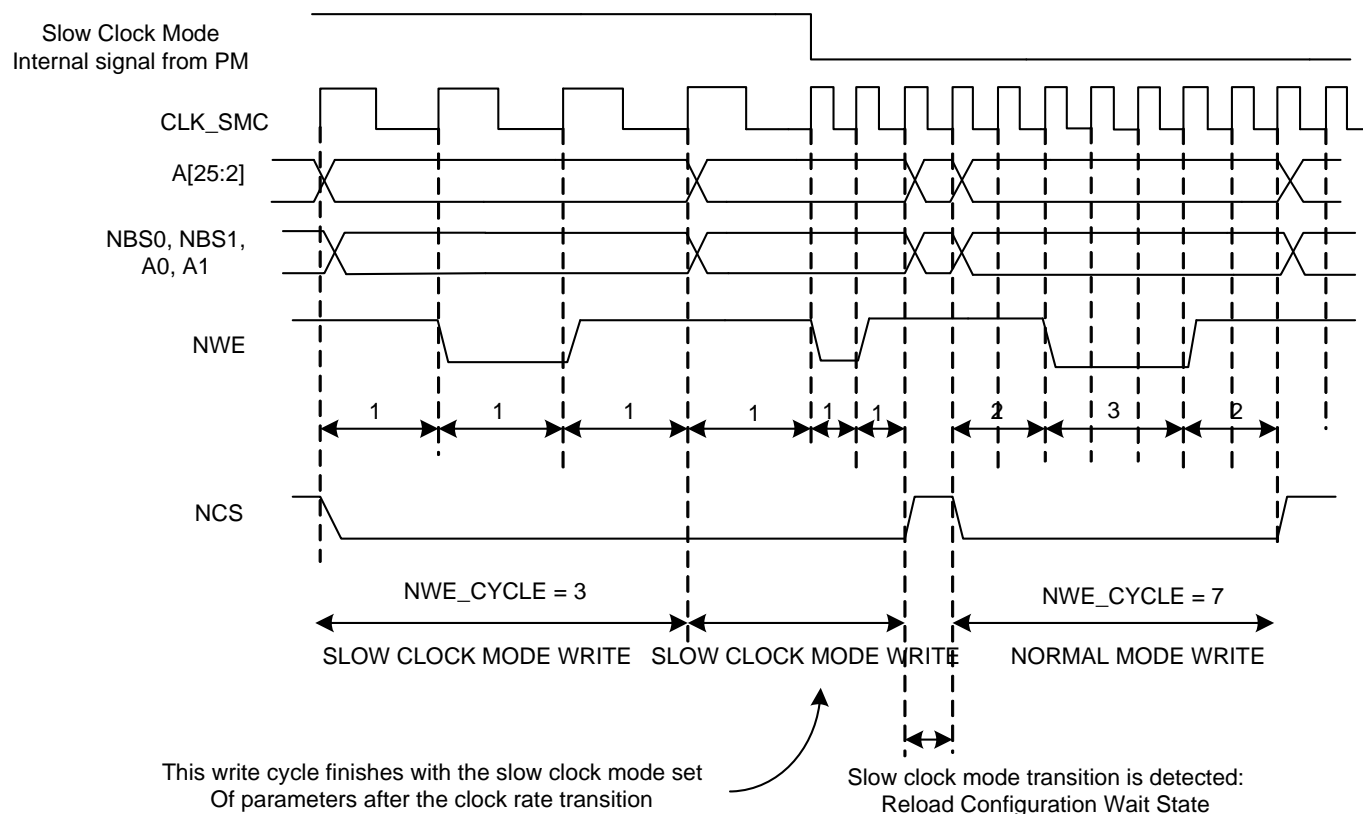 Slow Clock Mode
Internal signal from PM
CLK_SMC
A[25:2]
NBS0, NBS1,
A0, A1
NWE
1 1 1 1 1 1 2 3 2
NCS
NWE_CYCLE = 3 NWE_CYCLE = 7
SLOW CLOCK MODE WRITE SLOW CLOCK MODE WRITE NORMAL MODE WRITE
This write cycle finishes with the slow clock mode set
Of parameters after the clock rate transition
Slow clock mode transition is detected:
Reload Configuration Wait State